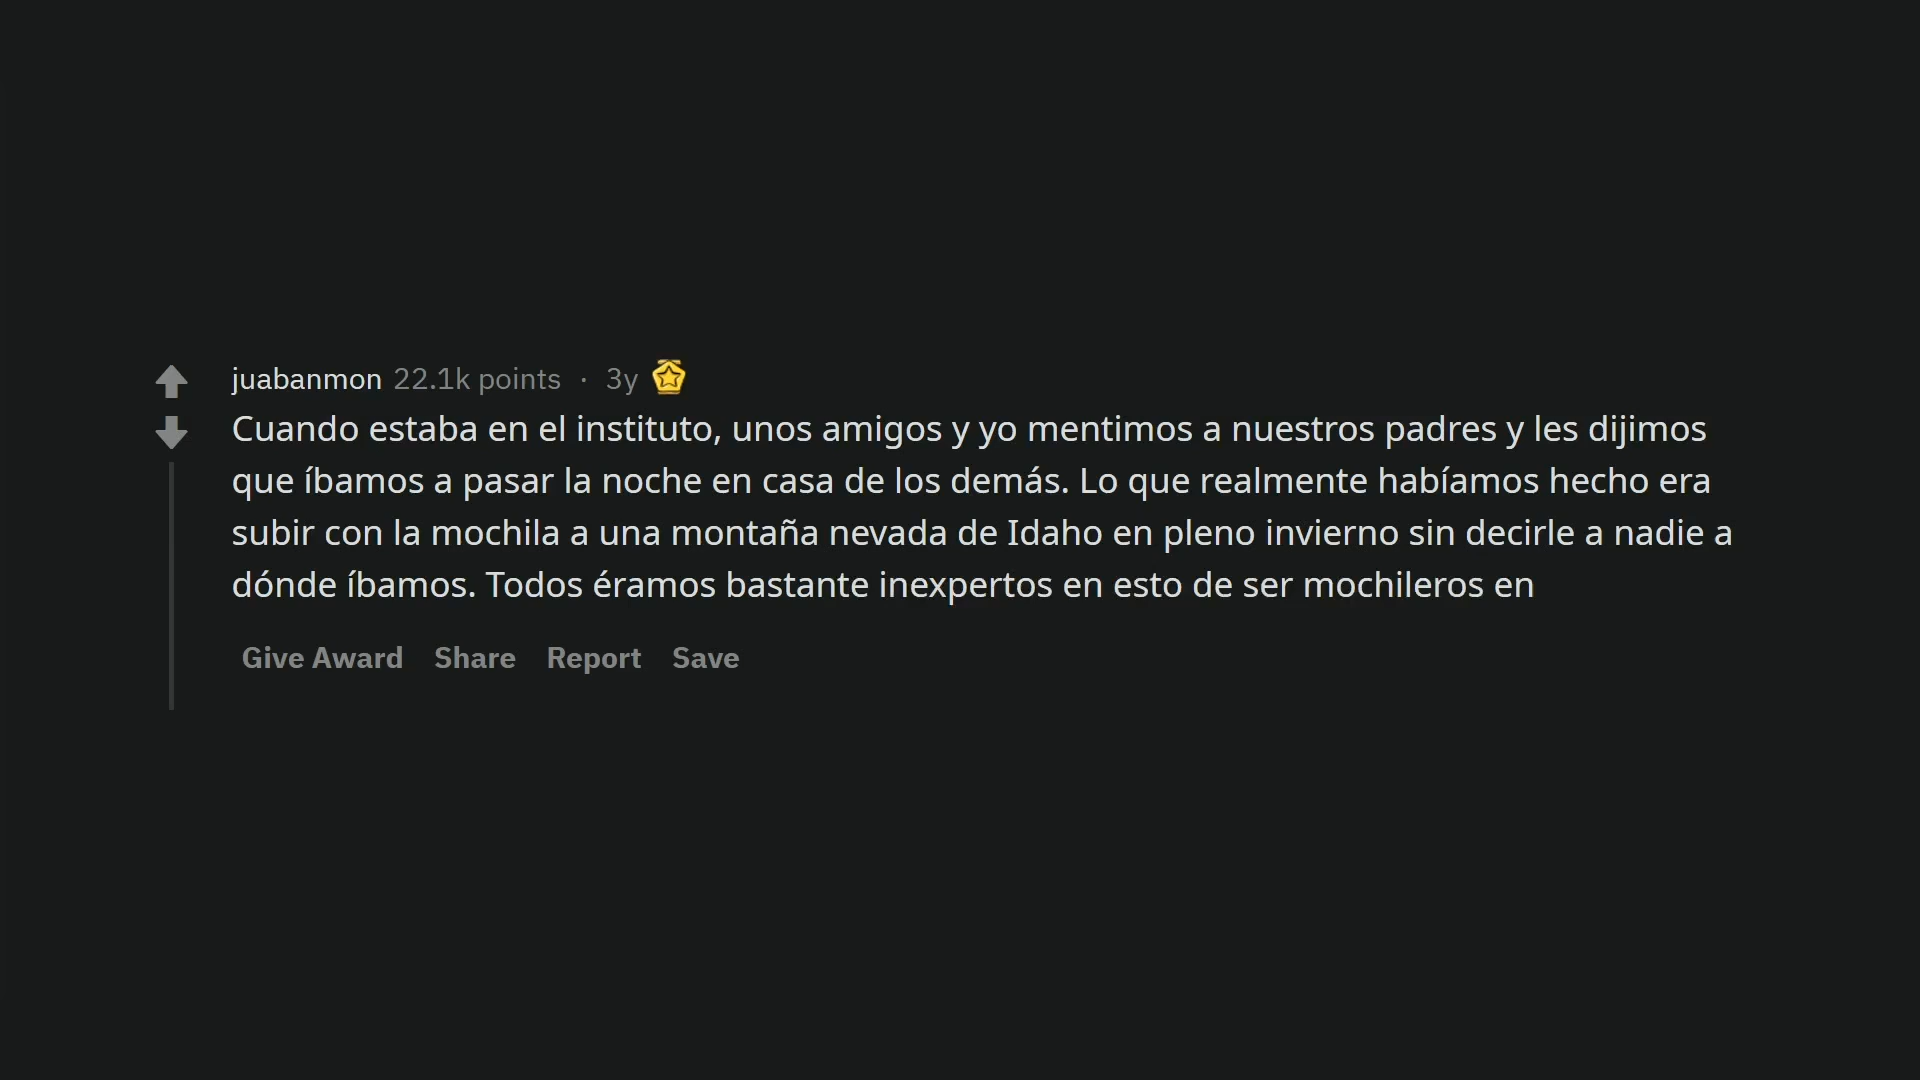 juabanmon 22.1k points · 3y
Cuando estaba en el instituto, unos amigos y yo mentimos a nuestros padres y les dijimos
que íbamos a pasar la noche en casa de los demás. Lo que realmente habíamos hecho era
subir con la mochila a una montaña nevada de Idaho en pleno invierno sin decirle a nadie a
dónde íbamos. Todos éramos bastante inexpertos en esto de ser mochileros en
Give Award Share Report Save